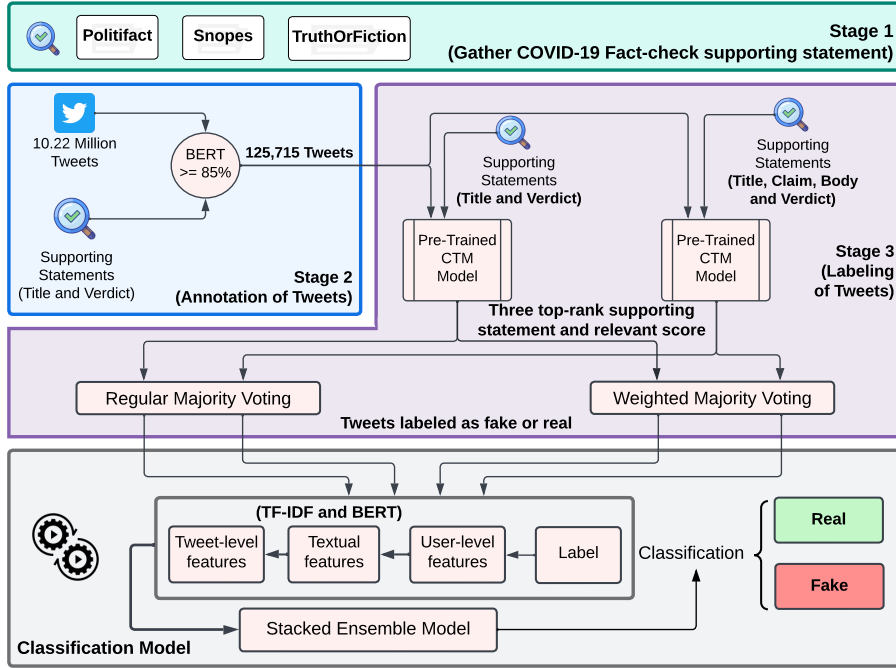 Politifact
Snopes
TruthOrFiction
Stage 1
(Gather COVID-19 Fact-check supporting statement)
10.22 Million
Tweets
BERT
>= 85%
125,715 Tweets
Supporting
Statements
(Title and Verdict)
Stage 2
(Annotation of Tweets)
Supporting
Statements
(Title and Verdict)
Supporting
Statements
(Title, Claim, Body
and Verdict)
Pre-Trained
CTM
Model
Pre-Trained
CTM
Model
Stage 3
(Labeling
of Tweets)
Three top-rank supporting
statement and relevant score
Regular Majority Voting
Weighted Majority Voting
Tweets labeled as fake or real
(TF-IDF and BERT)
Tweet-level
features
Textual
features
User-level
features
Label
Classification
Real
Fake
Stacked Ensemble Model
Classification Model